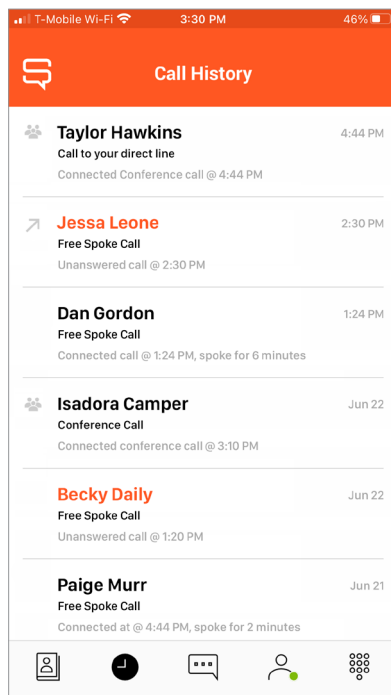 T-Mobile Wi-Fi 3:30 PM 46%
Call History
Taylor Hawkins 4:44 PM
Call to your direct line
Connected Conference call @ 4:44 PM
Jessa Leone 2:30 PM
Free Spoke Call
Unanswered call @ 2:30 PM
Dan Gordon 1:24 PM
Free Spoke Call
Connected call @ 1:24 PM, spoke for 6 minutes
Isadora Camper Jun 22
Conference Call
Connected conference call @ 3:10 PM
Becky Daily Jun 22
Free Spoke Call
Unanswered call @ 1:20 PM
Paige Murr Jun 21
Free Spoke Call
Connected at @ 4:44 PM, spoke for 2 minutes